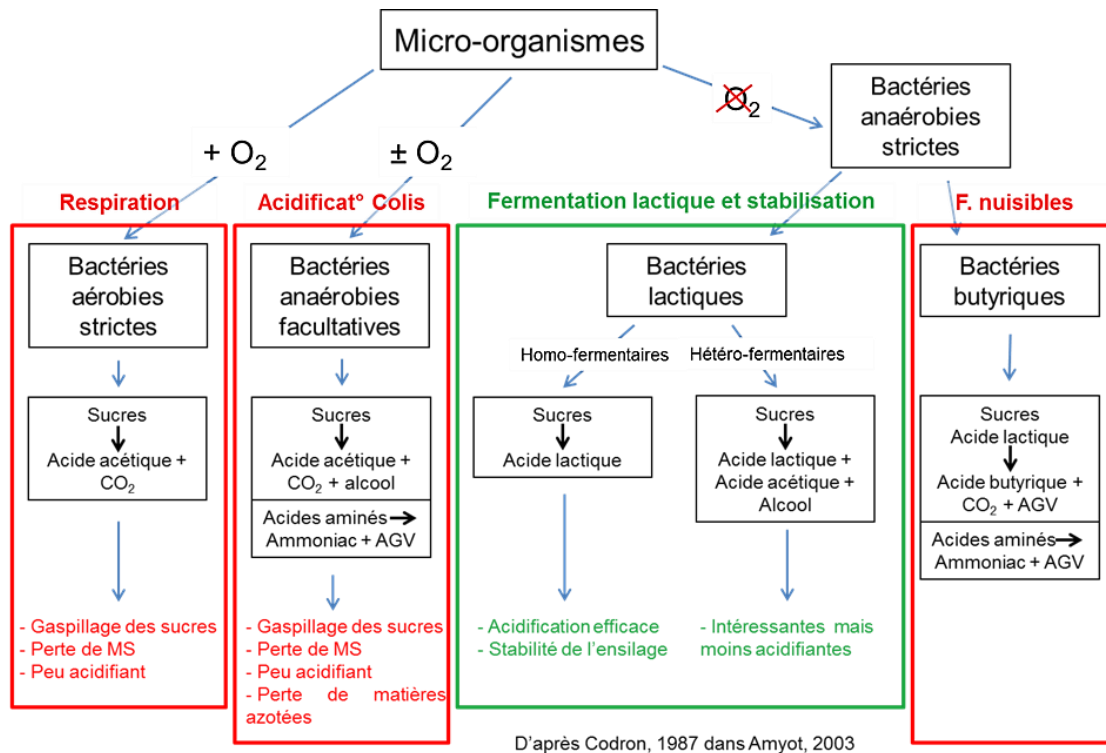 Micro-organismes
+ O₂
± O₂
O₂
Bactéries
anaérobies
strictes
Respiration
Bactéries
aérobies
strictes
Sucres
Acide acétique +
CO₂
- Gaspillage des sucres
- Perte de MS
- Peu acidifiant
Acidificat° Colis
Bactéries
anaérobies
facultatives
Sucres
Acide acétique +
CO₂ + alcool
Acides aminés→
Ammoniac + AGV
- Gaspillage des sucres
- Perte de MS
- Peu acidifiant
- Perte de matières
azotées
Fermentation lactique et stabilisation
Bactéries
lactiques
Homo-fermentaires
Sucres
Acide lactique
- Acidification efficace
- Stabilité de l'ensilage
Hétéro-fermentaires
Sucres
Acide lactique +
Acide acétique +
Alcool
- Intéressantes mais
moins acidifiantes
F. nuisibles
Bactéries
butyriques
Sucres
Acide lactique
Acide butyrique +
CO₂ + AGV
Acides aminés→
Ammoniac + AGV
D'après Codron, 1987 dans Amyot, 2003